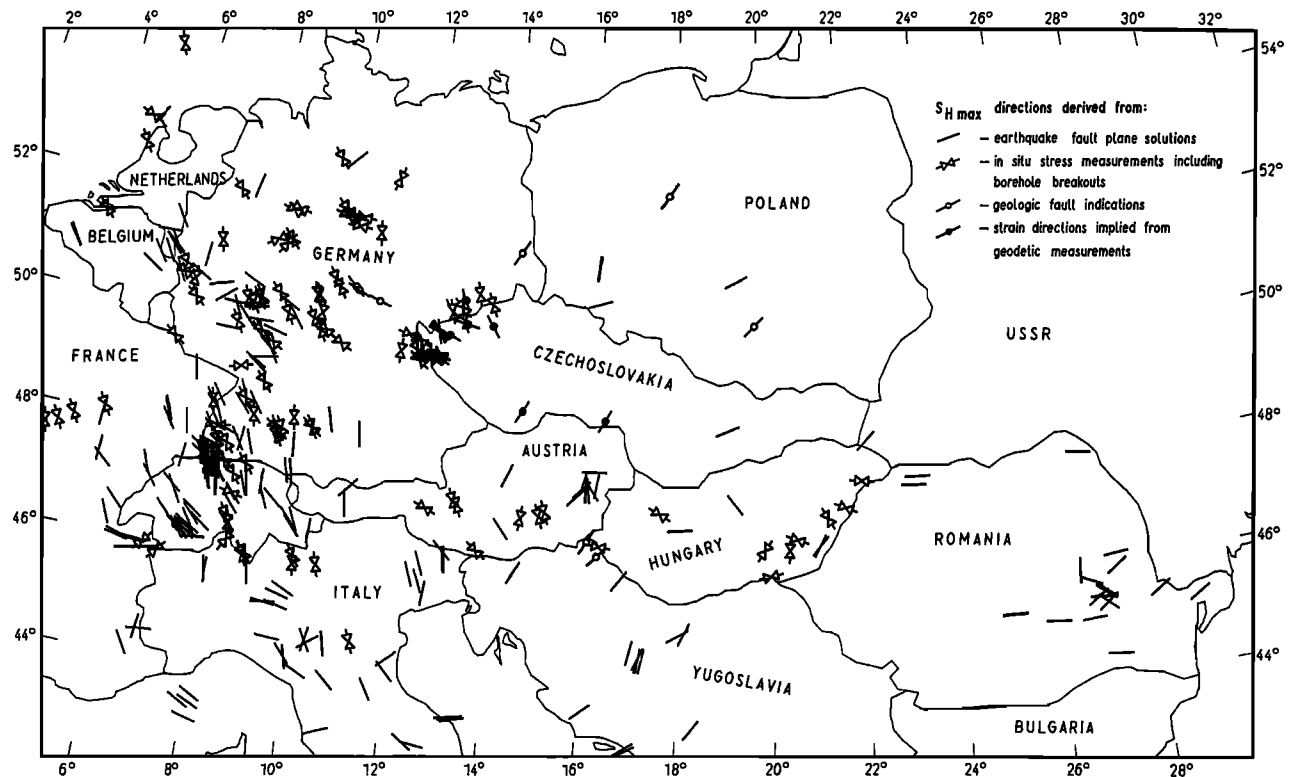 2° 4° 6° 8° 10° 12° 14° 16° 18° 20° 22° 24° 26° 28° 30° 32°
54°
S H max directions derived from:
— earthquake fault plane solutions
— in situ stress measurements including
borehole breakouts
— geologic fault indications
— strain directions implied from
geodetic measurements
52°
52°
NETHERLANDS
POLAND
BELGIUM
GERMANY
50°
50°
USSR
FRANCE
CZECHOSLOVAKIA
48°
48°
AUSTRIA
46°
46°
HUNGARY
ROMANIA
ITALY
44°
44°
YUGOSLAVIA
BULGARIA
6° 8° 10° 12° 14° 16° 18° 20° 22° 24° 26° 28°